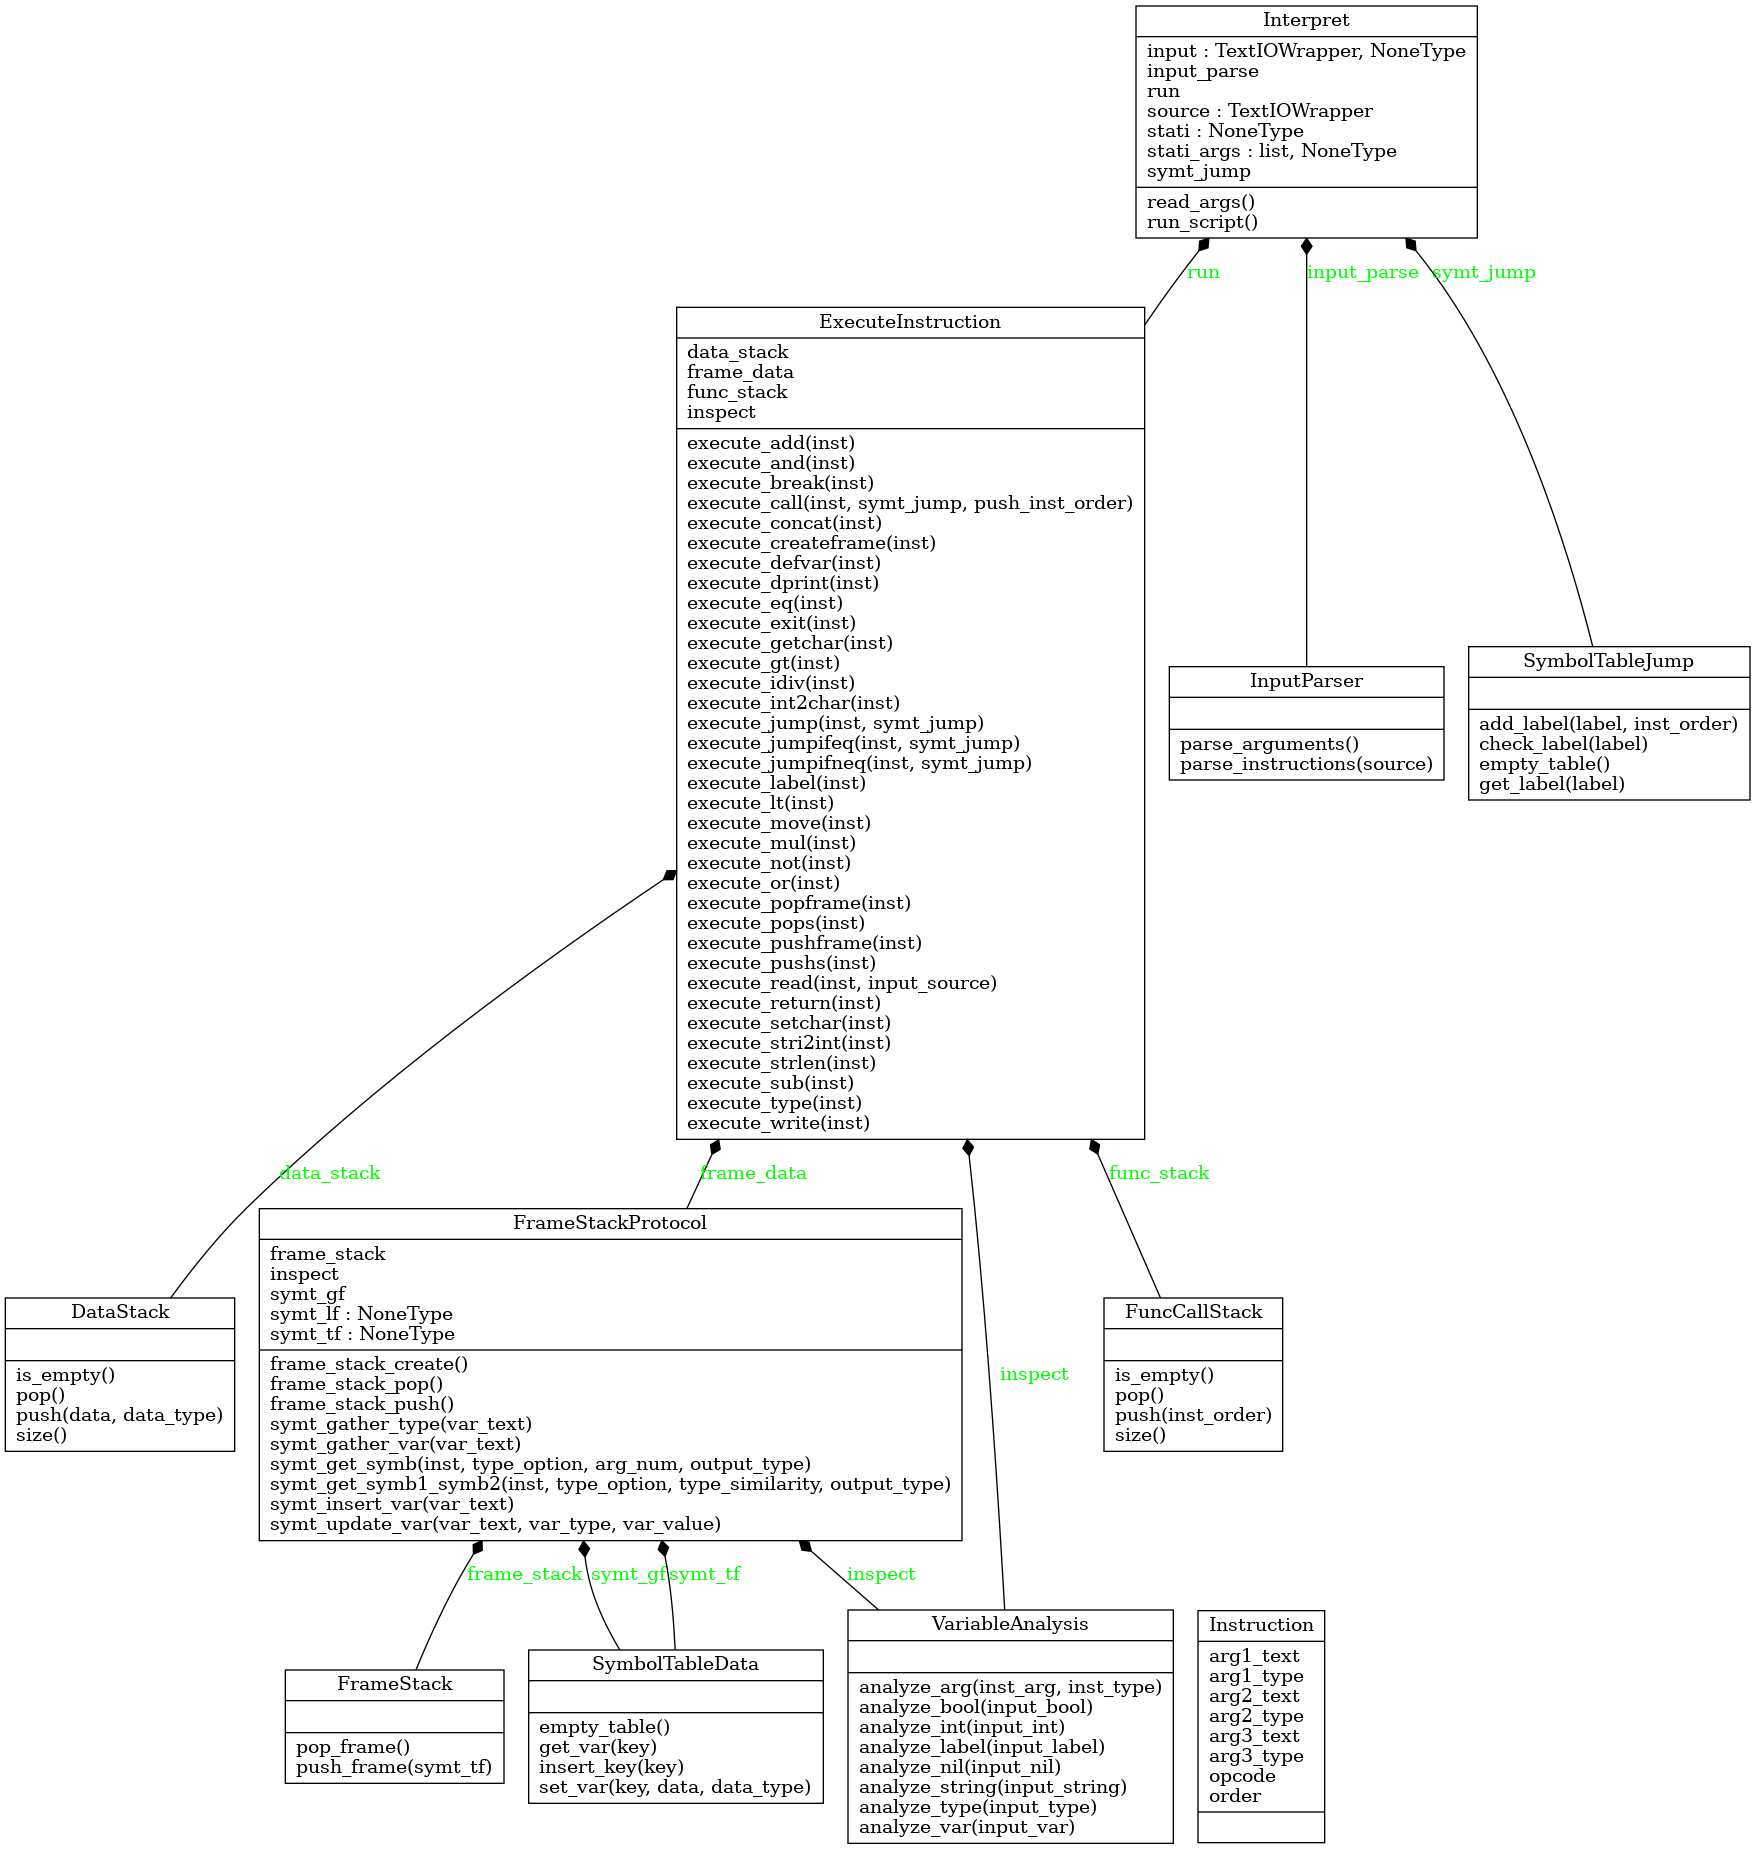 Interpret
input : TextIOWrapper, NoneType
input_parse
run
source : TextIOWrapper
stati : NoneType
stati_args : list, NoneType
symt_jump
read_args()
run_script()
run
input_parse
symt_jump
ExecuteInstruction
data_stack
frame_data
func_stack
inspect
execute_add(inst)
execute_and(inst)
execute_break(inst)
execute_call(inst, symt_jump, push_inst_order)
execute_concat(inst)
execute_createframe(inst)
execute_defvar(inst)
execute_dprint(inst)
execute_eq(inst)
execute_exit(inst)
execute_getchar(inst)
execute_gt(inst)
execute_idiv(inst)
execute_int2char(inst)
execute_jump(inst, symt_jump)
execute_jumpifeq(inst, symt_jump)
execute_jumpifneq(inst, symt_jump)
execute_label(inst)
execute_lt(inst)
execute_move(inst)
execute_mul(inst)
execute_not(inst)
execute_or(inst)
execute_popframe(inst)
execute_pops(inst)
execute_pushframe(inst)
execute_pushs(inst)
execute_read(inst, input_source)
execute_return(inst)
execute_setchar(inst)
execute_stri2int(inst)
execute_strlen(inst)
execute_sub(inst)
execute_type(inst)
execute_write(inst)
InputParser
parse_arguments()
parse_instructions(source)
SymbolTableJump
add_label(label, inst_order)
check_label(label)
empty_table()
get_label(label)
data_stack
frame_data
func_stack
inspect
DataStack
is_empty()
pop()
push(data, data_type)
size()
FrameStackProtocol
frame_stack
inspect
symt_gf
symt_lf : NoneType
symt_tf : NoneType
frame_stack_create()
frame_stack_pop()
frame_stack_push()
symt_gather_type(var_text)
symt_gather_var(var_text)
symt_get_symb(inst, type_option, arg_num, output_type)
symt_get_symb1_symb2(inst, type_option, type_similarity, output_type)
symt_insert_var(var_text)
symt_update_var(var_text, var_type, var_value)
FuncCallStack
is_empty()
pop()
push(inst_order)
size()
frame_stack
symt_gf
symt_tf
inspect
FrameStack
pop_frame()
push_frame(symt_tf)
SymbolTableData
empty_table()
get_var(key)
insert_key(key)
set_var(key, data, data_type)
VariableAnalysis
analyze_arg(inst_arg, inst_type)
analyze_bool(input_bool)
analyze_int(input_int)
analyze_label(input_label)
analyze_nil(input_nil)
analyze_string(input_string)
analyze_type(input_type)
analyze_var(input_var)
Instruction
arg1_text
arg1_type
arg2_text
arg2_type
arg3_text
arg3_type
opcode
order